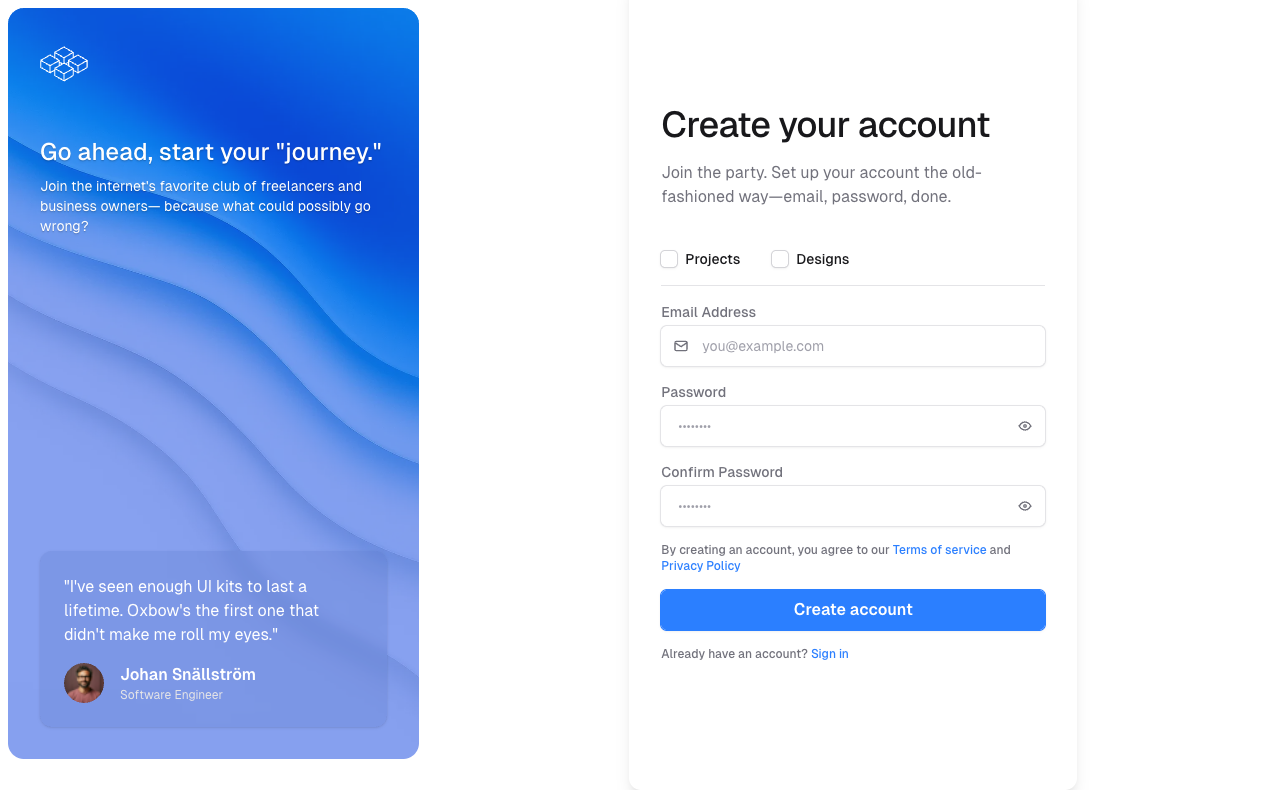 Go ahead, start your "journey."
Join the internet's favorite club of freelancers and
business owners— because what could possibly go
wrong?
"I've seen enough UI kits to last a
lifetime. Oxbow's the first one that
didn't make me roll my eyes."
Johan Snällström
Software Engineer
Create your account
Join the party. Set up your account the old-
fashioned way—email, password, done.
Projects Designs
Email Address
you@example.com
Password
••••••••
Confirm Password
••••••••
By creating an account, you agree to our Terms of service and
Privacy Policy
Create account
Already have an account? Sign in